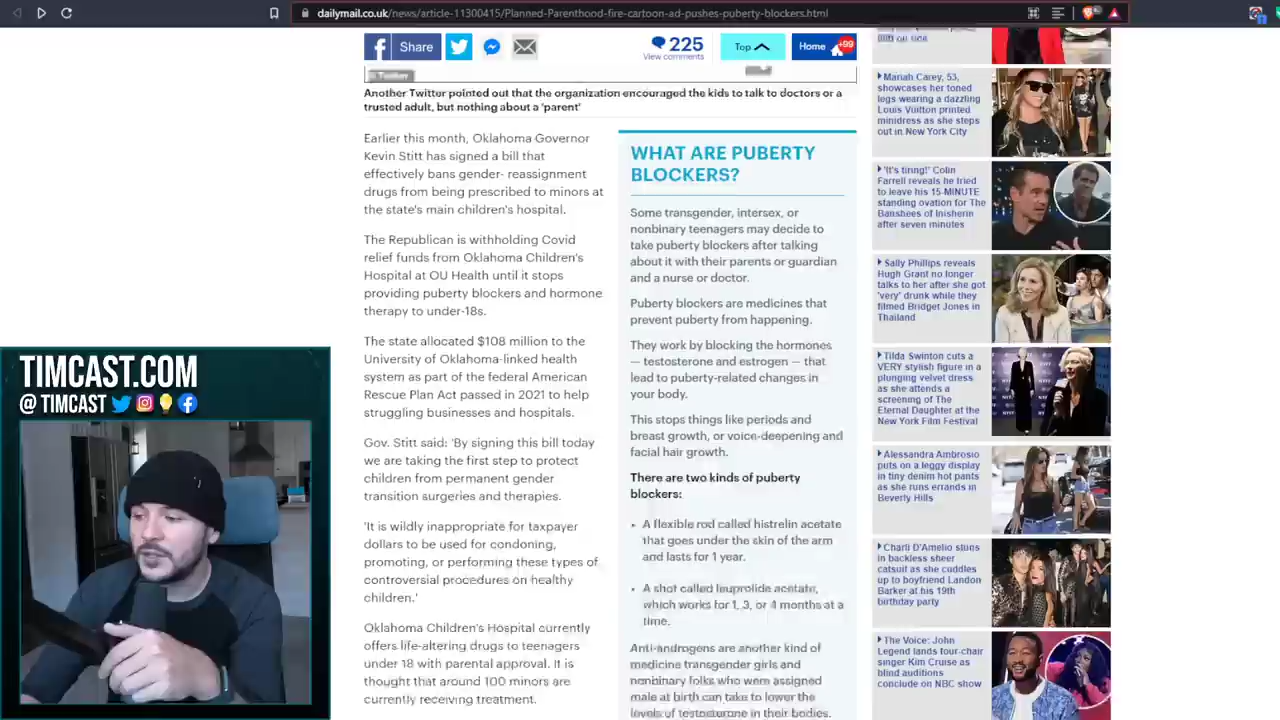 dailymail.co.uk/news/article-11300415/Planned-Parenthood-fire-cartoon-ad-pushes-puberty-blockers.html
Share
225
View comments
Top
Home
+99
Another Twitter pointed out that the organization encouraged the kids to talk to doctors or a
trusted adult, but nothing about a 'parent'
Earlier this month, Oklahoma Governor
Kevin Stitt has signed a bill that
effectively bans gender- reassignment
drugs from being prescribed to minors at
the state's main children's hospital.
The Republican is withholding Covid
relief funds from Oklahoma Children's
Hospital at OU Health until it stops
providing puberty blockers and hormone
therapy to under-18s.
The state allocated $108 million to the
University of Oklahoma-linked health
system as part of the federal American
Rescue Plan Act passed in 2021 to help
struggling businesses and hospitals.
Gov. Stitt said: 'By signing this bill today
we are taking the first step to protect
children from permanent gender
transition surgeries and therapies.
'It is wildly inappropriate for taxpayer
dollars to be used for condoning,
promoting, or performing these types of
controversial procedures on healthy
children.'
Oklahoma Children's Hospital currently
offers life-altering drugs to teenagers
under 18 with parental approval. It is
thought that around 100 minors are
currently receiving treatment.
WHAT ARE PUBERTY
BLOCKERS?
Some transgender, intersex, or
nonbinary teenagers may decide to
take puberty blockers after talking
about it with their parents or guardian
and a nurse or doctor.
Puberty blockers are medicines that
prevent puberty from happening.
They work by blocking the hormones
— testosterone and estrogen — that
lead to puberty-related changes in
your body.
This stops things like periods and
breast growth, or voice-deepening and
facial hair growth.
There are two kinds of puberty
blockers:
• A flexible rod called histrelin acetate
that goes under the skin of the arm
and lasts for 1 year.
• A shot called leuprolide acetate,
which works for 1, 3, or 4 months at a
time.
Anti-androgens are another kind of
medicine transgender girls and
nonbinary folks who were assigned
male at birth can take to lower the
levels of testosterone in their bodies.
Mariah Carey, 53,
showcases her toned
legs wearing a dazzling
Louis Vuitton printed
minidress as she steps
out in New York City
'It's tiring!' Colin
Farrell reveals he tried
to leave his 15-MINUTE
standing ovation for The
Banshees of Inisherin
after seven minutes
Sally Phillips reveals
Hugh Grant no longer
talks to her after she got
'very' drunk while they
filmed Bridget Jones in
Thailand
Tilda Swinton cuts a
VERY stylish figure in a
plunging velvet dress
as she attends a
screening of The
Eternal Daughter at the
New York Film Festival
Alessandra Ambrosio
puts on a leggy display
in tiny denim hot pants
as she runs errands in
Beverly Hills
Charli D'Amelio stuns
in backless sheer
catsuit as she cuddles
up to boyfriend Landon
Barker at his 19th
birthday party
The Voice: John
Legend lands four-chair
singer Kim Cruise as
blind auditions
conclude on NBC show
TIMCAST.COM
@ TIMCAST